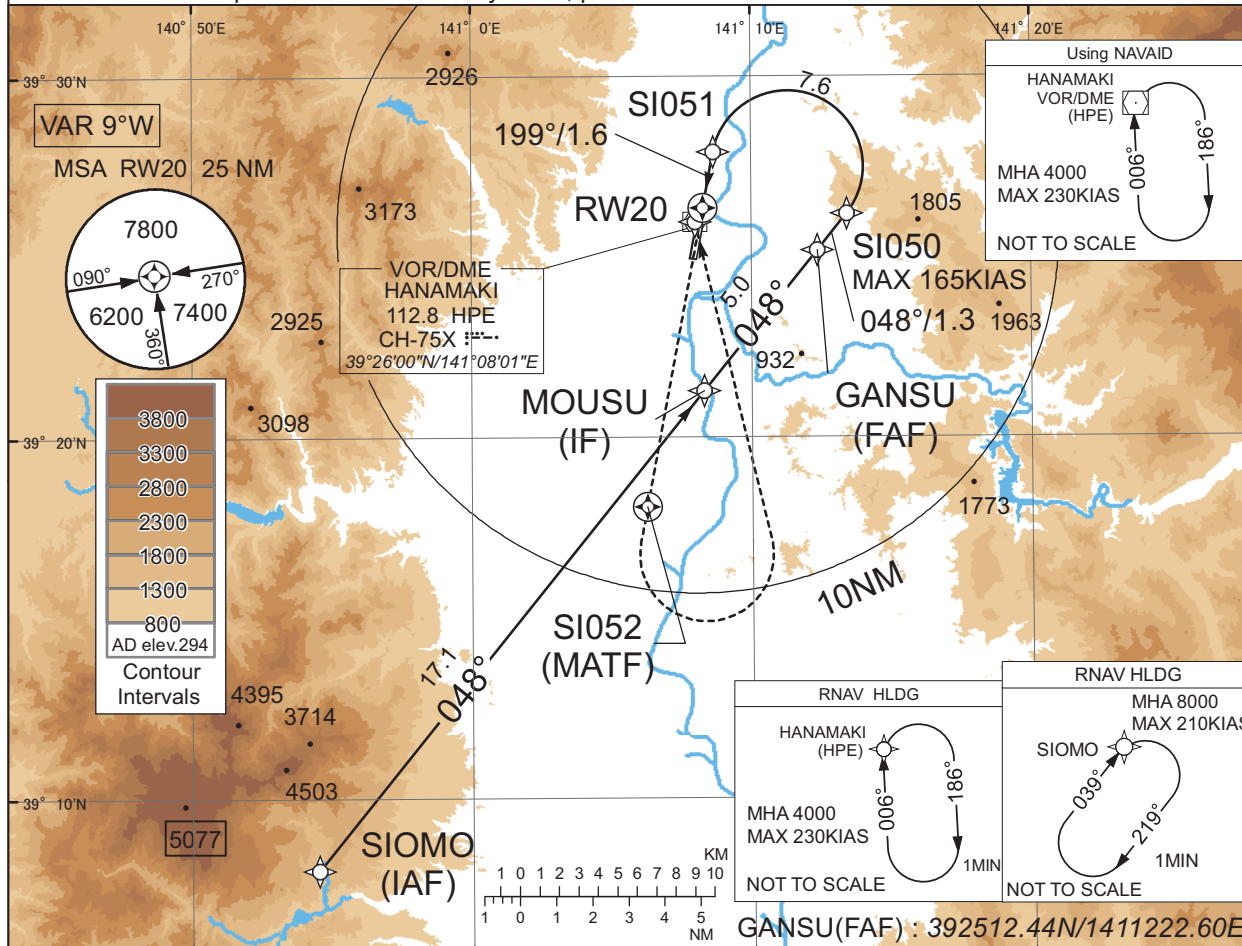 140° 50'E
141° 0'E
141° 10'E
141° 20'E
39° 30'N
2926
VAR 9°W
MSA RW20 25 NM
7800
090°
270°
6200
7400
360°
3173
SI051
7.6
199°/1.6
RW20
VOR/DME
HANAMAKI
112.8 HPE
CH-75X
39°26'00"N/141°08'01"E
2925
3098
1805
SI050
MAX 165KIAS
048°/1.3
1963
5.0
048°
932
GANSU
(FAF)
MOUSU
(IF)
39° 20'N
1773
10NM
SI052
(MATF)
3800
3300
2800
2300
1800
1300
800
AD elev.294
Contour
Intervals
17.1
048°
4395
3714
4503
39° 10'N
5077
SIOMO
(IAF)
Using NAVAID
HANAMAKI
VOR/DME
(HPE)
006°
186°
MHA 4000
MAX 230KIAS
NOT TO SCALE
RNAV HLDG
HANAMAKI
(HPE)
006°
186°
MHA 4000
MAX 230KIAS
1MIN
NOT TO SCALE
RNAV HLDG
MHA 8000
MAX 210KIAS
SIOMO
039°
219°
1MIN
NOT TO SCALE
KM
1 0 1 2 3 4 5 6 7 8 9 10
1 0 1 2 3 4 5
NM
GANSU(FAF) : 392512.44N/1411222.60E